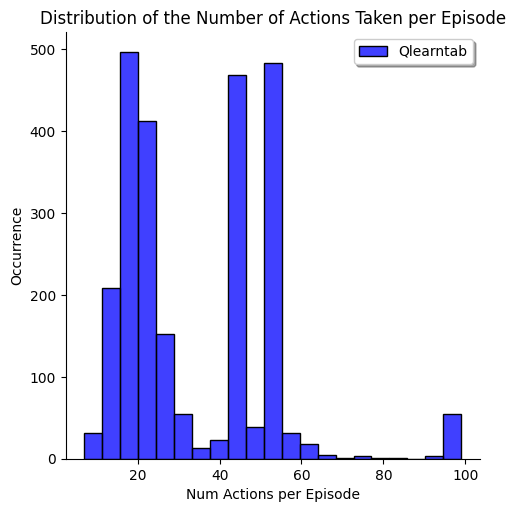 Distribution of the Number of Actions Taken per Episode
Qlearntab
500
400
300
200
100
0
Occurrence
20
40
60
80
100
Num Actions per Episode